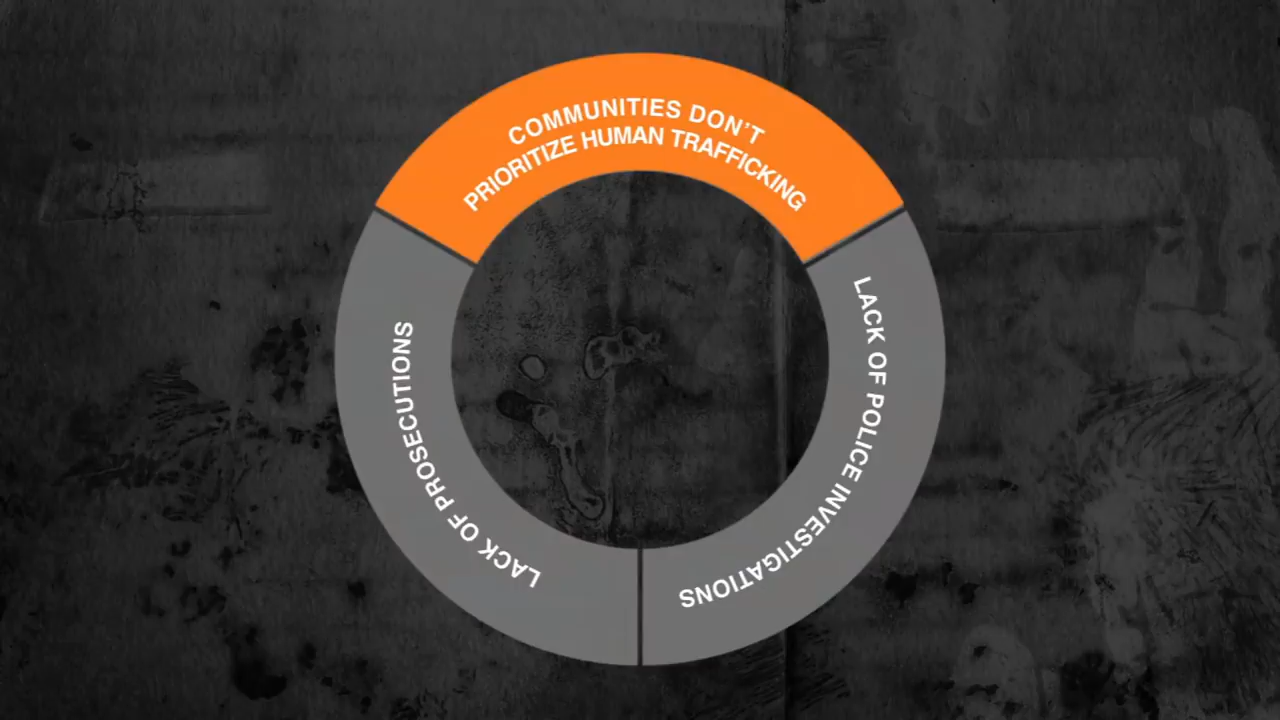 COMMUNITIES DON'T
PRIORITIZE HUMAN TRAFFICKING
LACK OF POLICE INVESTIGATIONS
LACK OF PROSECUTIONS